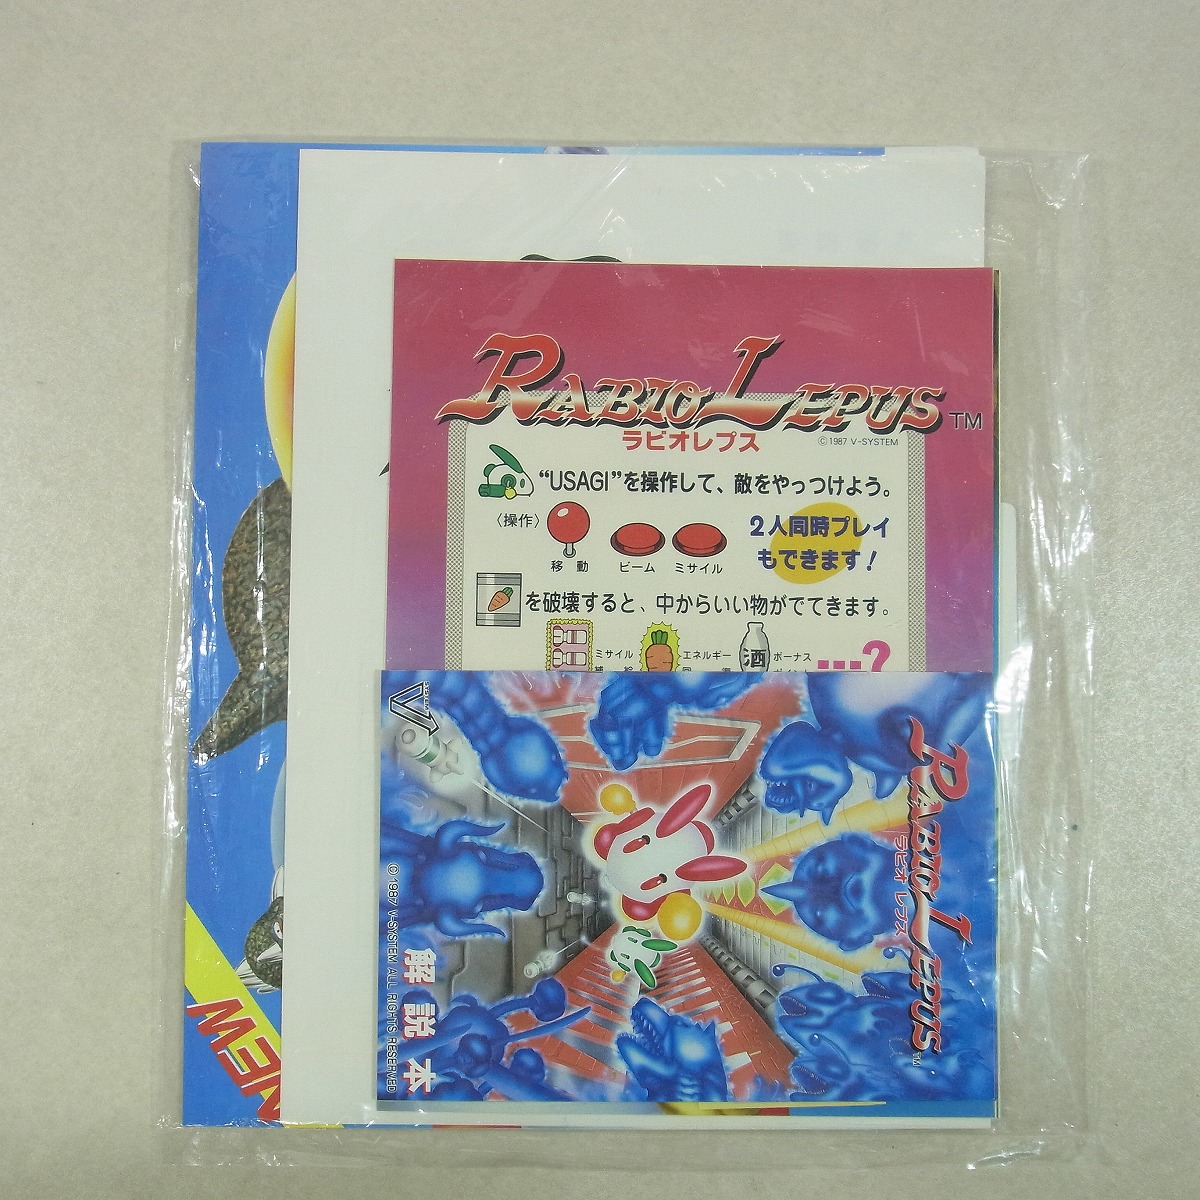 RABIO LEPUS TM
ラビオレプス
©1987 V-SYSTEM
“USAGI”を操作して、敵をやっつけよう。
〈操作〉
移動 ビーム ミサイル
2人同時プレイ
もできます!
を破壊すると、中からいい物がでてきます。
ミサイル
エネルギー
酒
ボーナス
...?
V SYSTEM
RABIO LEPUS TM
ラビオ レプス
解説本
© 1987 V-SYSTEM ALL RIGHTS RESERVED
NEW